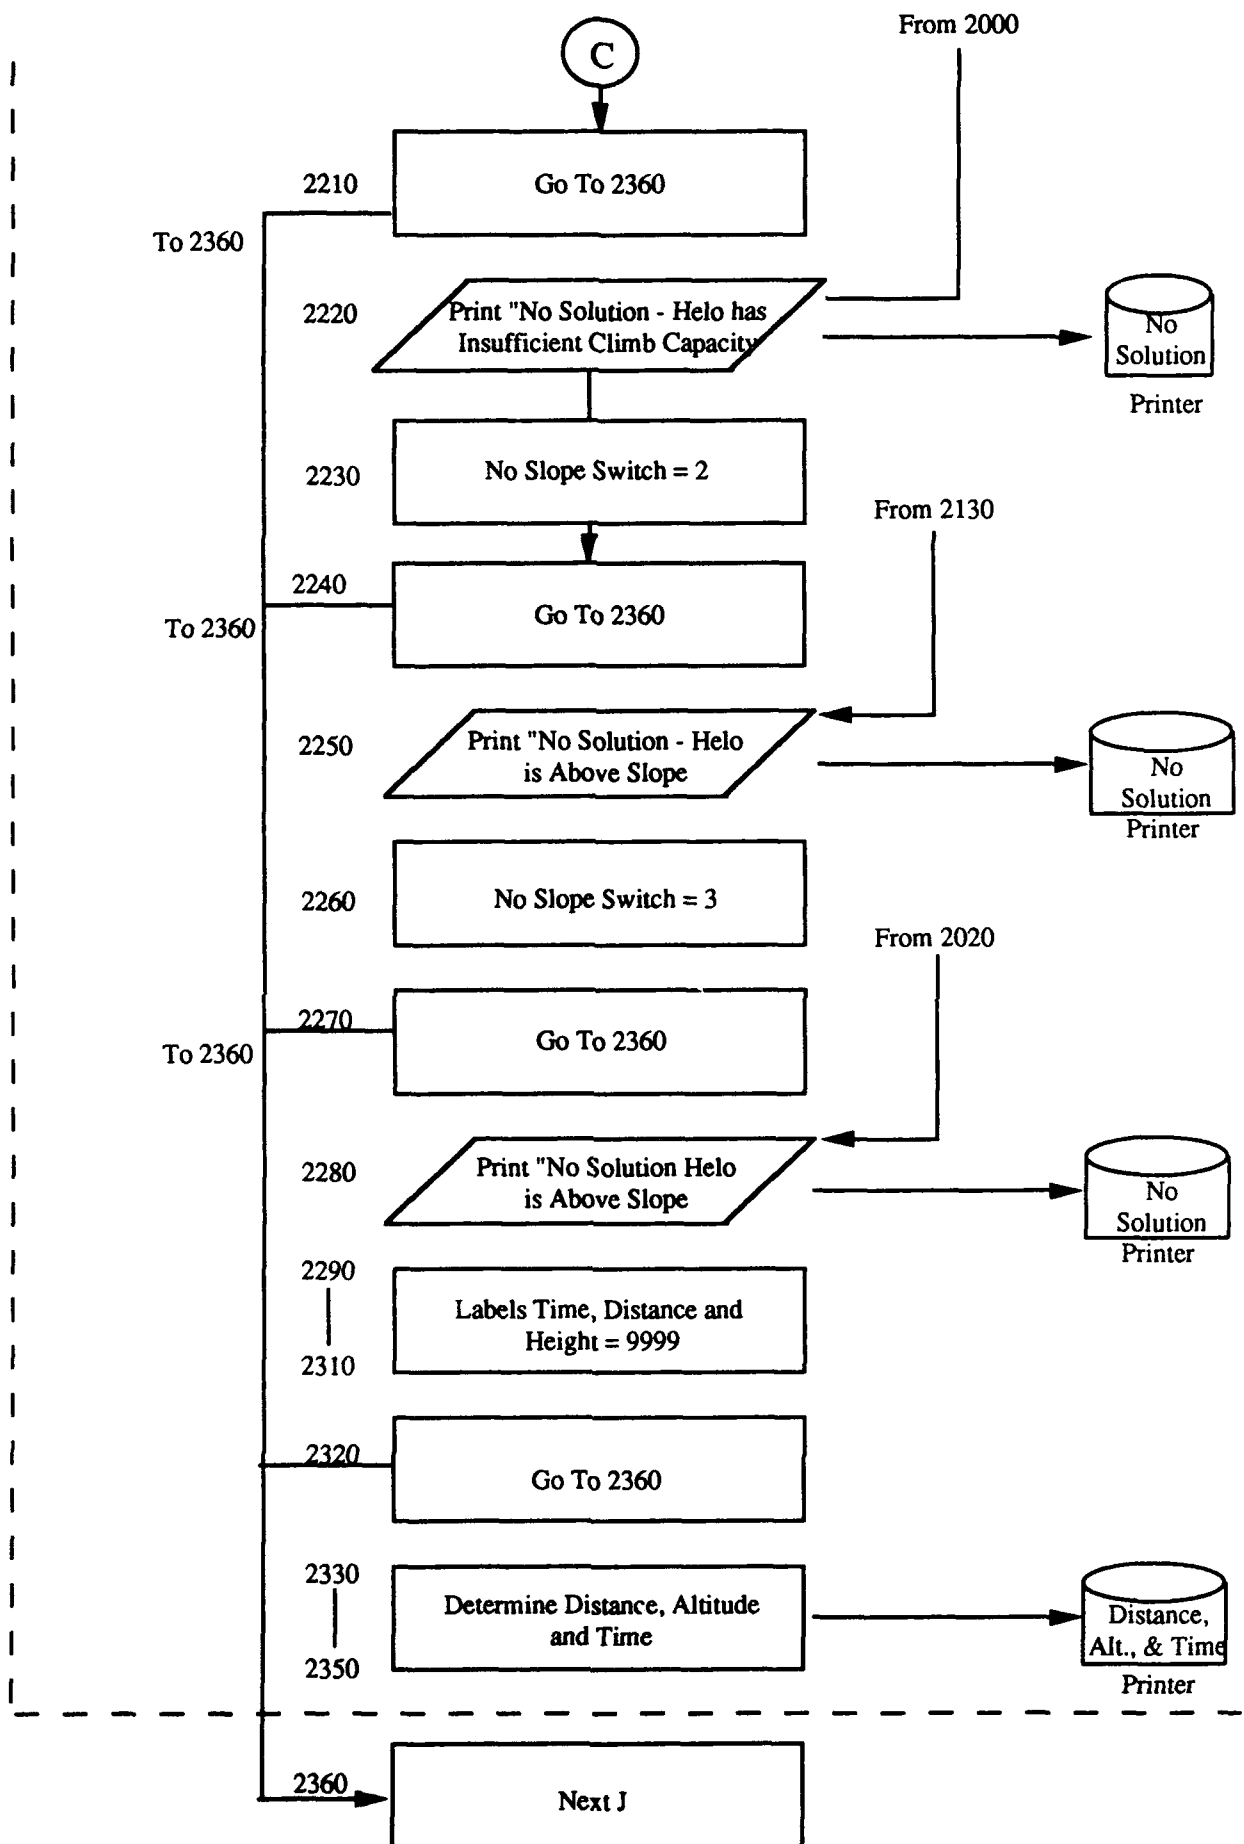 From 2000
C
2210
Go To 2360
To 2360
2220
Print "No Solution - Helo has
Insufficient Climb Capacity
No
Solution
Printer
2230
No Slope Switch = 2
From 2130
2240
Go To 2360
To 2360
2250
Print "No Solution - Helo
is Above Slope
No
Solution
Printer
2260
No Slope Switch = 3
From 2020
2270
Go To 2360
To 2360
2280
Print "No Solution Helo
is Above Slope
No
Solution
Printer
2290
2310
Labels Time, Distance and
Height = 9999
2320
Go To 2360
2330
2350
Determine Distance, Altitude
and Time
Distance,
Alt., & Time
Printer
2360
Next J